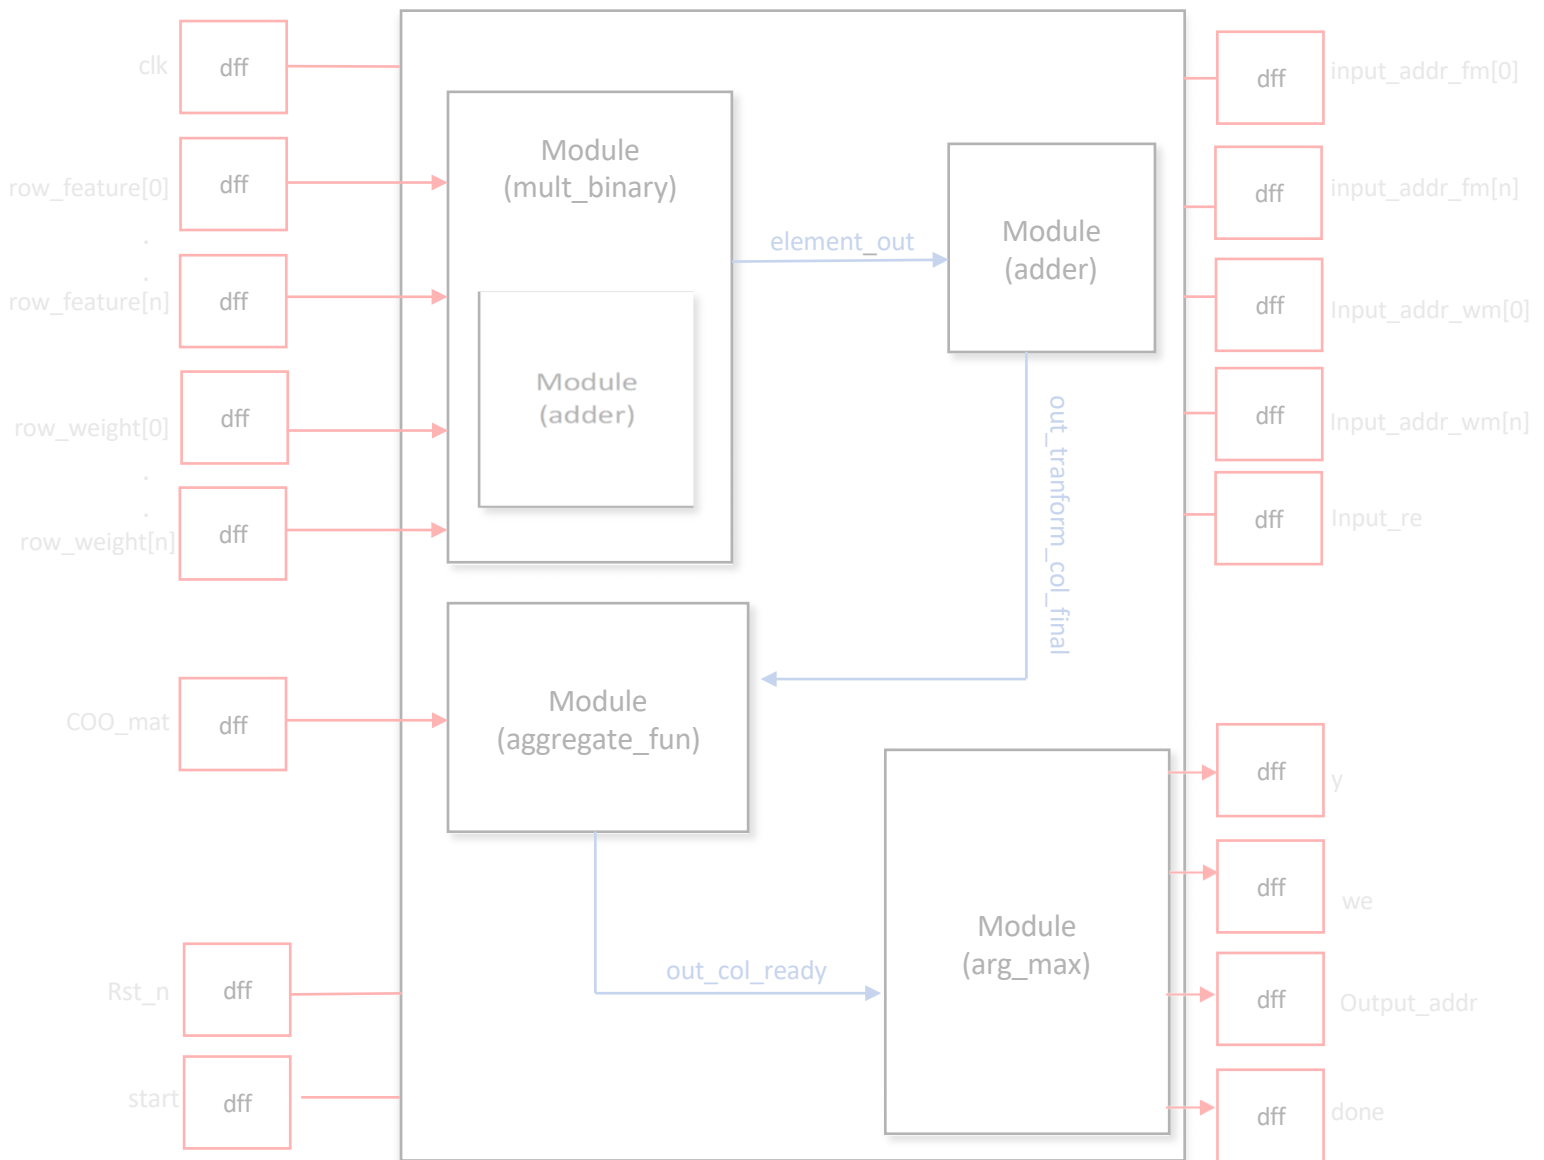 clk
dff
row_feature[0]
dff
.
.
row_feature[n]
dff
row_weight[0]
dff
.
.
row_weight[n]
dff
COO_mat
dff
Rst_n
dff
start
dff
Module
(mult_binary)
Module
(adder)
element_out
Module
(adder)
out_tranform_col_final
Module
(aggregate_fun)
out_col_ready
Module
(arg_max)
dff
input_addr_fm[0]
dff
input_addr_fm[n]
dff
Input_addr_wm[0]
dff
Input_addr_wm[n]
dff
Input_re
dff
y
dff
we
dff
Output_addr
dff
done